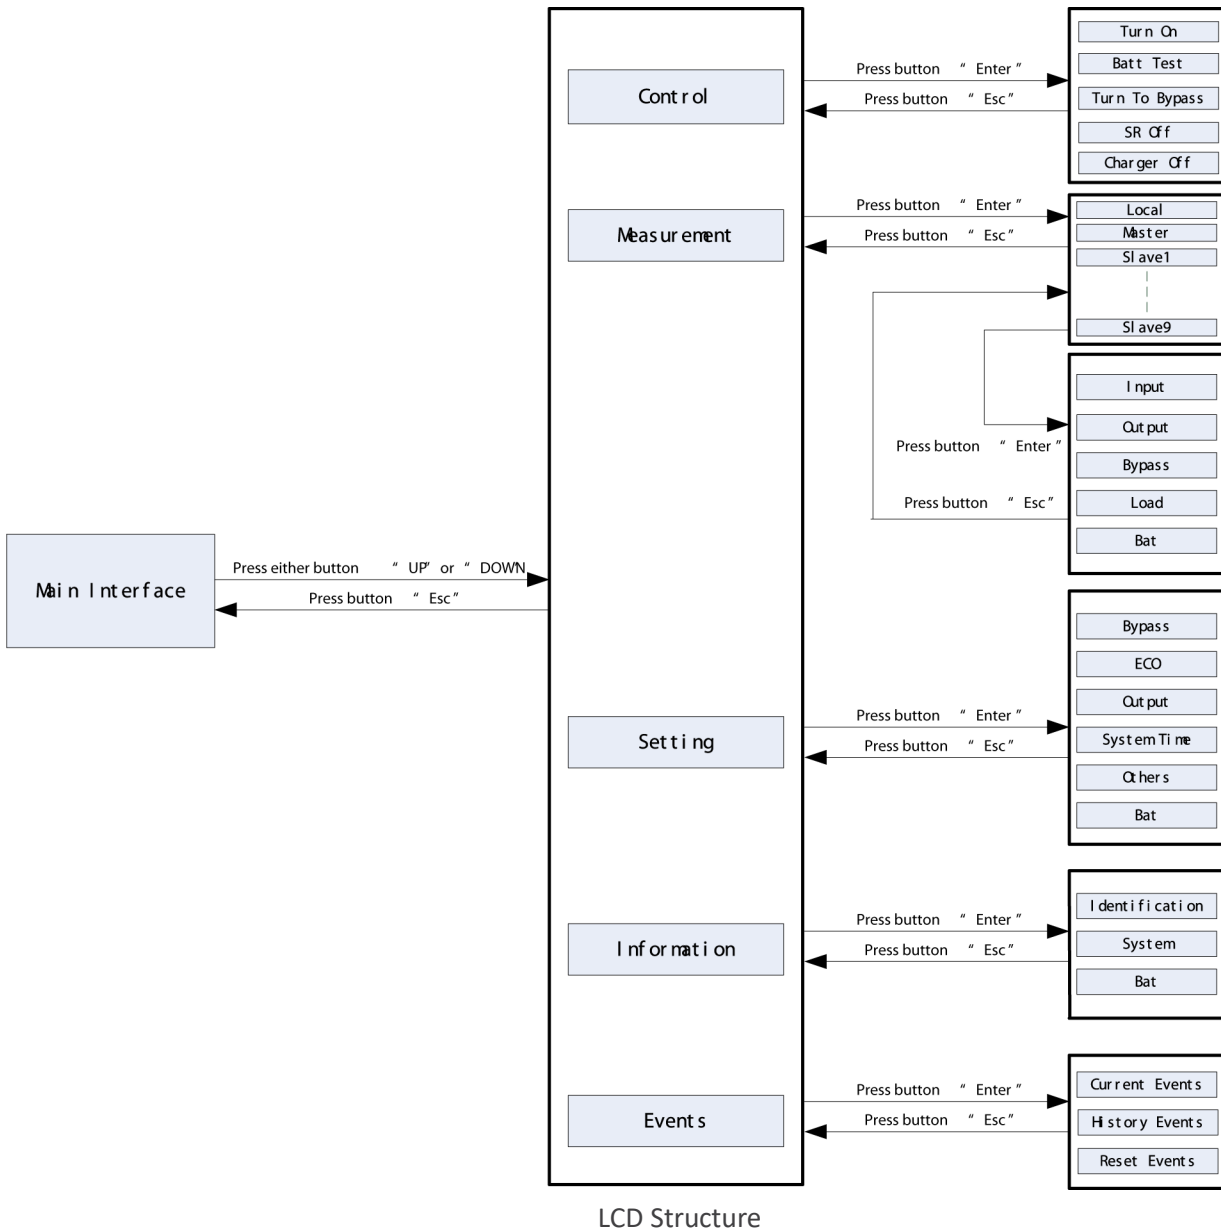 Turn On
Batt Test
Turn To Bypass
SR Off
Charger Off
Control
Press button “ Enter ”
Press button “ Esc”
Measurement
Press button “ Enter ”
Press button “ Esc”
Local
Master
Slave1
Slave9
Input
Output
Bypass
Load
Bat
Press button “ Enter ”
Press button “ Esc”
Main Interface
Press either button “ UP” or “ DOWN
Press button “ Esc”
Setting
Press button “ Enter ”
Press button “ Esc”
Bypass
ECO
Output
System Time
Others
Bat
Information
Press button “ Enter ”
Press button “ Esc”
Identification
System
Bat
Events
Press button “ Enter ”
Press button “ Esc”
Current Events
History Events
Reset Events
LCD Structure